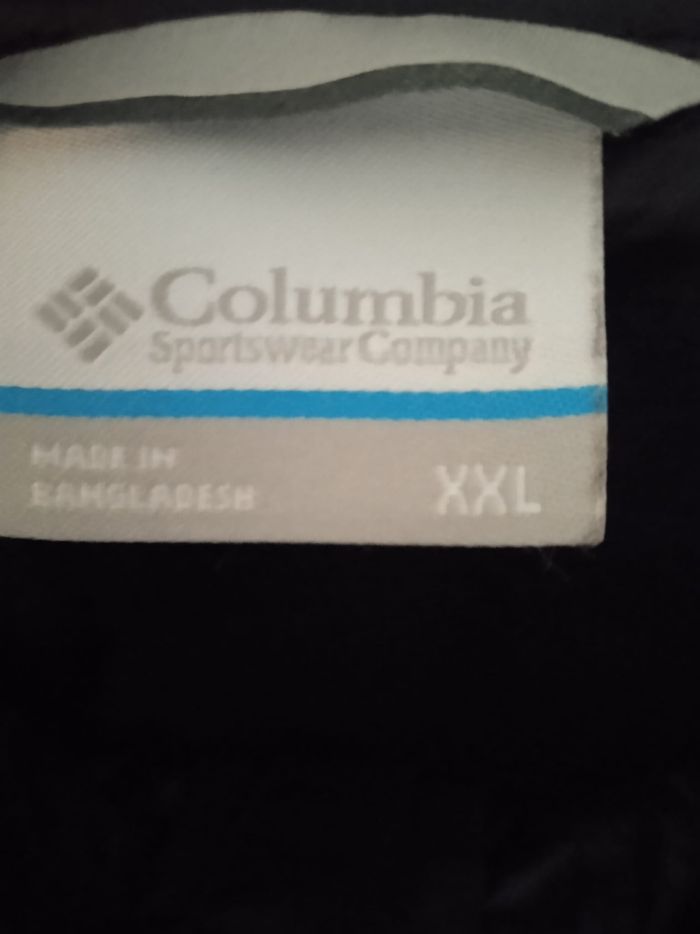 Columbia
Sportswear Company
MADE IN
BANGLADESH
XXL